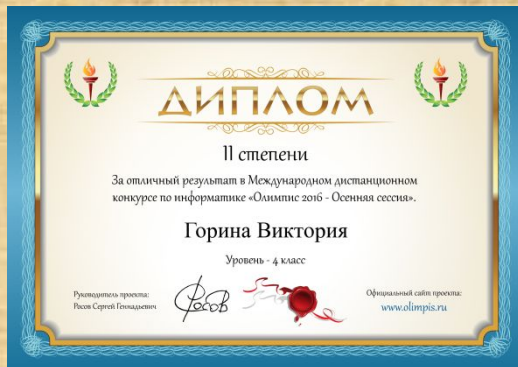 ДИПЛОМ
II степени
За отличный результат в Международном дистанционном
конкурсе по информатике «Олимпис 2016 - Осенняя сессия».
Горина Виктория
Уровень - 4 класс
Руководитель проекта:
Расов Сергей Геннадьевич
Официальный сайт проекта:
www.olimpis.ru